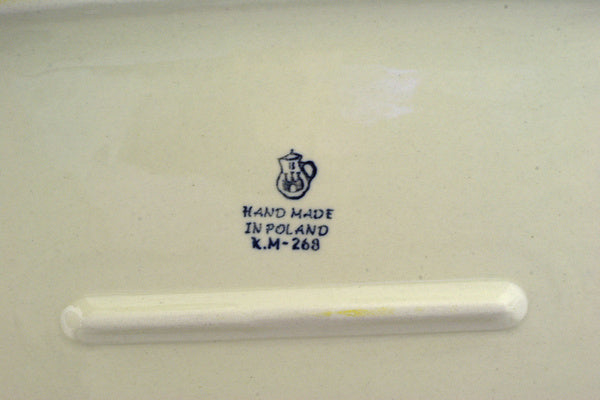 B
HAND MADE
IN POLAND
K.M-268